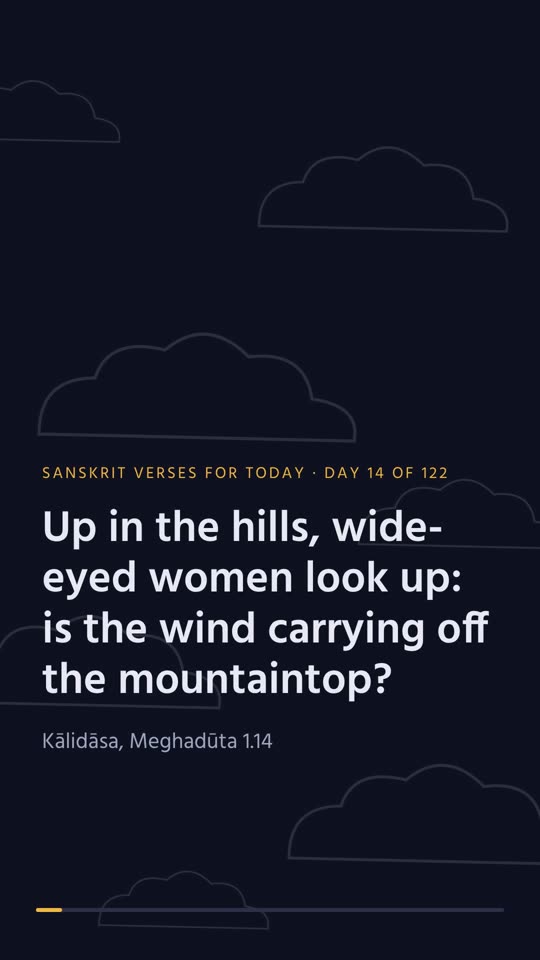 SANSKRIT VERSES FOR TODAY · DAY 14 OF 122
Up in the hills, wide-
eyed women look up:
is the wind carrying off
the mountaintop?
Kālidāsa, Meghadūta 1.14